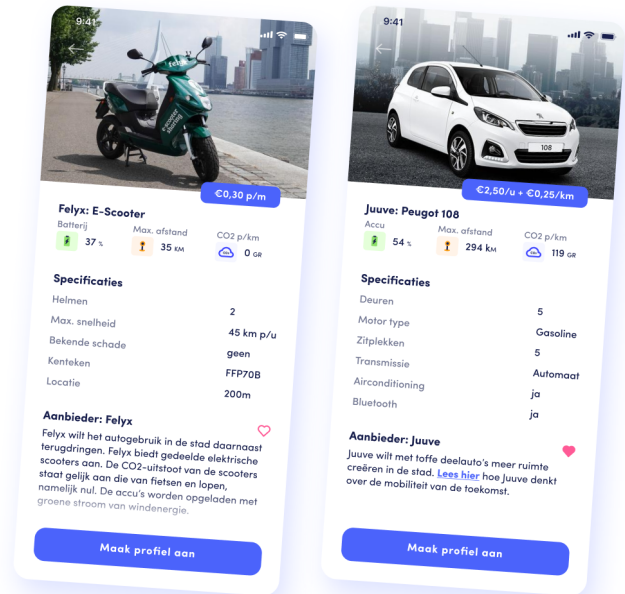 9:41
felyx
e-scooter
sharing
€0,30 p/m
Felyx: E-Scooter
Batterij
Max. afstand
CO2 p/km
37 %
35 KM
0 GR
Specificaties
Helmen
2
Max. snelheid
45 km p/u
Bekende schade
geen
Kenteken
FFP70B
Locatie
200m
Aanbieder: Felyx
Felyx wilt het autogebruik in de stad daarnaast
terugdringen. Felyx biedt gedeelde elektrische
scooters aan. De CO2-uitstoot van de scooters
staat gelijk aan die van fietsen en lopen,
namelijk nul. De accu's worden opgeladen met
groene stroom van windenergie.
Maak profiel aan
9:41
108
€2,50/u + €0,25/km
Juuve: Peugot 108
Accu
Max. afstand
CO2 p/km
54 %
294 KM
119 GR
Specificaties
Deuren
5
Motor type
Gasoline
Zitplekken
5
Transmissie
Automaat
Airconditioning
ja
Bluetooth
ja
Aanbieder: Juuve
Juuve wilt met toffe deelauto's meer ruimte
creëren in de stad. Lees hier hoe Juuve denkt
over de mobiliteit van de toekomst.
Maak profiel aan